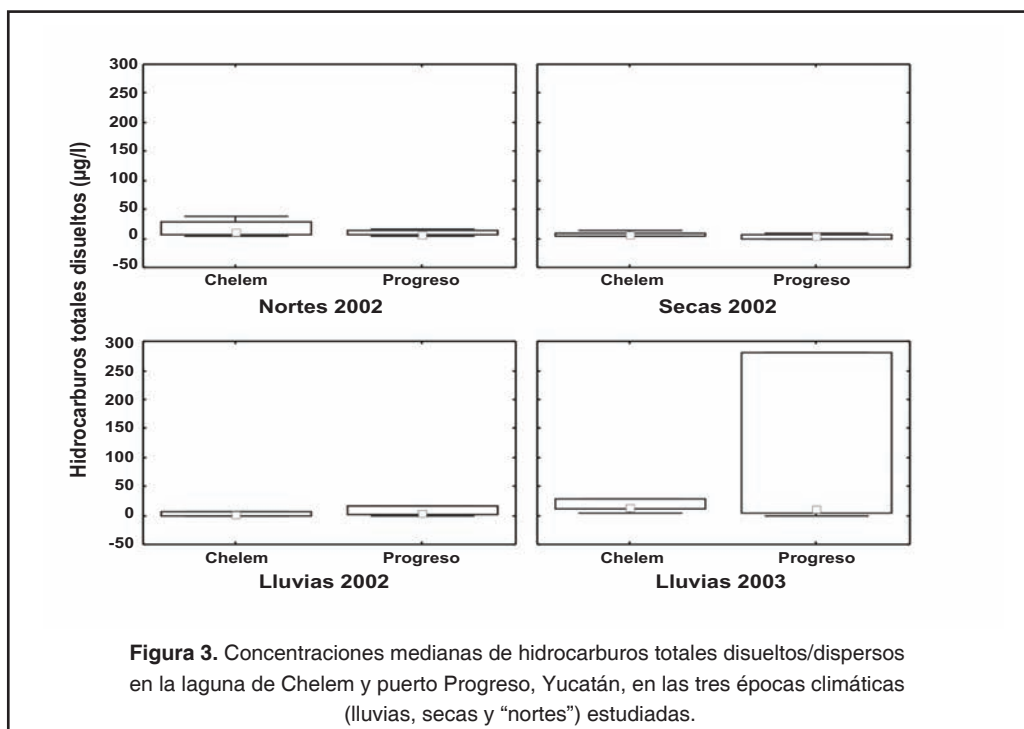 Hidrocarburos totales disueltos (µg/l)
300
250
200
150
100
50
0
-50
Chelem
Progreso
Nortes 2002
Chelem
Progreso
Secas 2002
300
250
200
150
100
50
0
-50
Chelem
Progreso
Lluvias 2002
Chelem
Progreso
Lluvias 2003
Figura 3. Concentraciones medianas de hidrocarburos totales disueltos/dispersos
en la laguna de Chelem y puerto Progreso, Yucatán, en las tres épocas climáticas
(lluvias, secas y “nortes”) estudiadas.